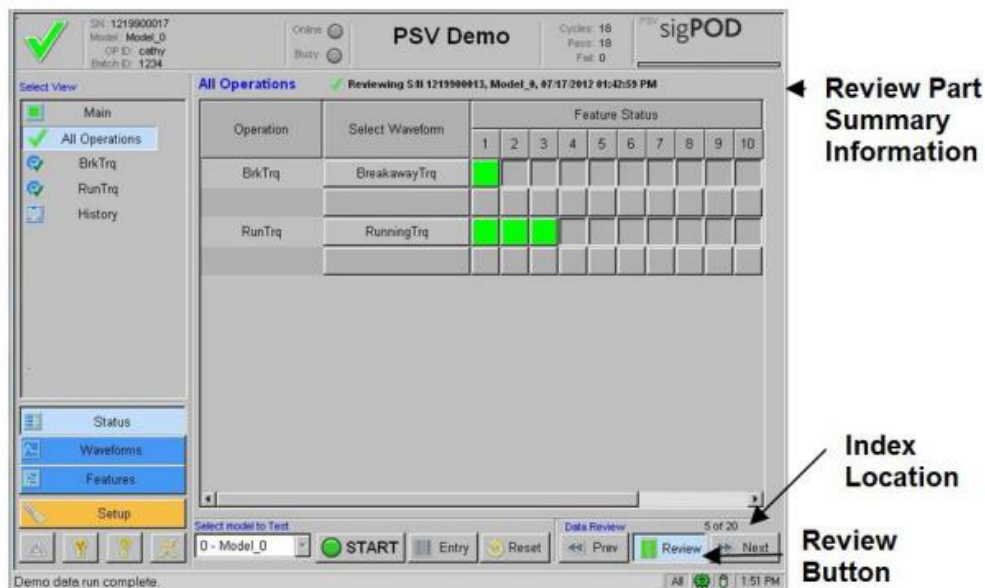 SN: 1219900017
Model: Model_0
OP ID: cathy
Batch ID: 1234
Online
Busy
PSV Demo
Cycles: 18
Pass: 18
Fail: 0
PSV sigPOD
Select View
Main
All Operations
BrkTrq
RunTrq
History
Status
Waveforms
Features
Setup
All Operations
Reviewing S/N 1219900013, Model_0, 07/17/2012 01:42:59 PM
Operation
Select Waveform
Feature Status
1 2 3 4 5 6 7 8 9 10
BrkTrq BreakawayTrq
RunTrq RunningTrq
Select model to Test
0 - Model_0
START
Entry
Reset
Data Review
5 of 20
Prev
Review
Next
Demo data run complete.
All
1:51 PM
Review Part
Summary
Information
Index
Location
Review
Button